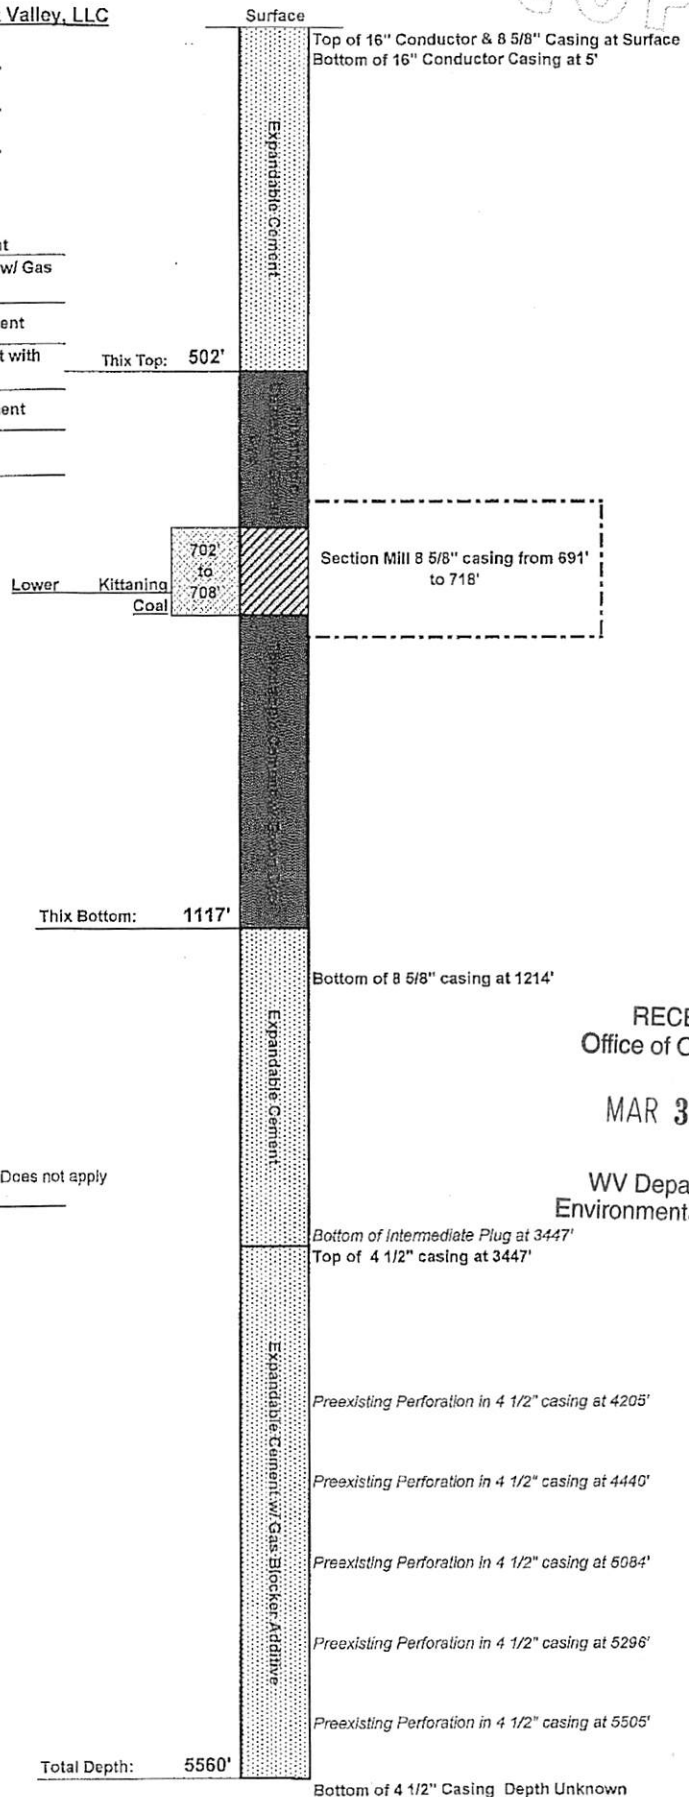 Valley, LLC
Surface
Top of 16" Conductor & 8 5/8" Casing at Surface
Bottom of 16" Conductor Casing at 5'
Expandable Cement
t
w/ Gas
ent
t with
ent
Thix Top: 502'
702'
to
708'
Lower Kittaning
Coal
Section Mill 8 5/8" casing from 691'
to 718'
Thix Bottom: 1117'
Bottom of 8 5/8" casing at 1214'
Expandable Cement
RECE
Office of O
MAR 3
WV Depa
Environment
Does not apply
Bottom of Intermediate Plug at 3447'
Top of 4 1/2" casing at 3447'
Expandable Cement w/ Gas Blocker Additive
Preexisting Perforation in 4 1/2" casing at 4205'
Preexisting Perforation in 4 1/2" casing at 4440'
Preexisting Perforation in 4 1/2" casing at 5084'
Preexisting Perforation in 4 1/2" casing at 5296'
Preexisting Perforation in 4 1/2" casing at 5505'
Total Depth: 5560'
Bottom of 4 1/2" Casing Depth Unknown